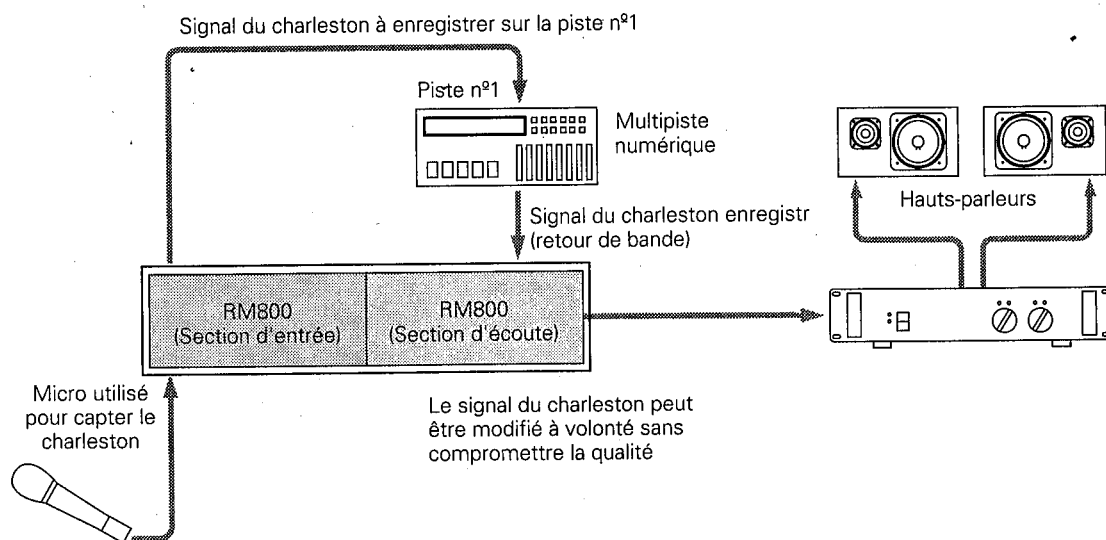 Signal du charleston à enregistrer sur la piste nº1
Piste nº1
Multipiste
numérique
Signal du charleston enregistr
(retour de bande)
Hauts-parleurs
RM800
(Section d'entrée)
RM800
(Section d'écoute)
Micro utilisé
pour capter le
charleston
Le signal du charleston peut
être modifié à volonté sans
compromettre la qualité